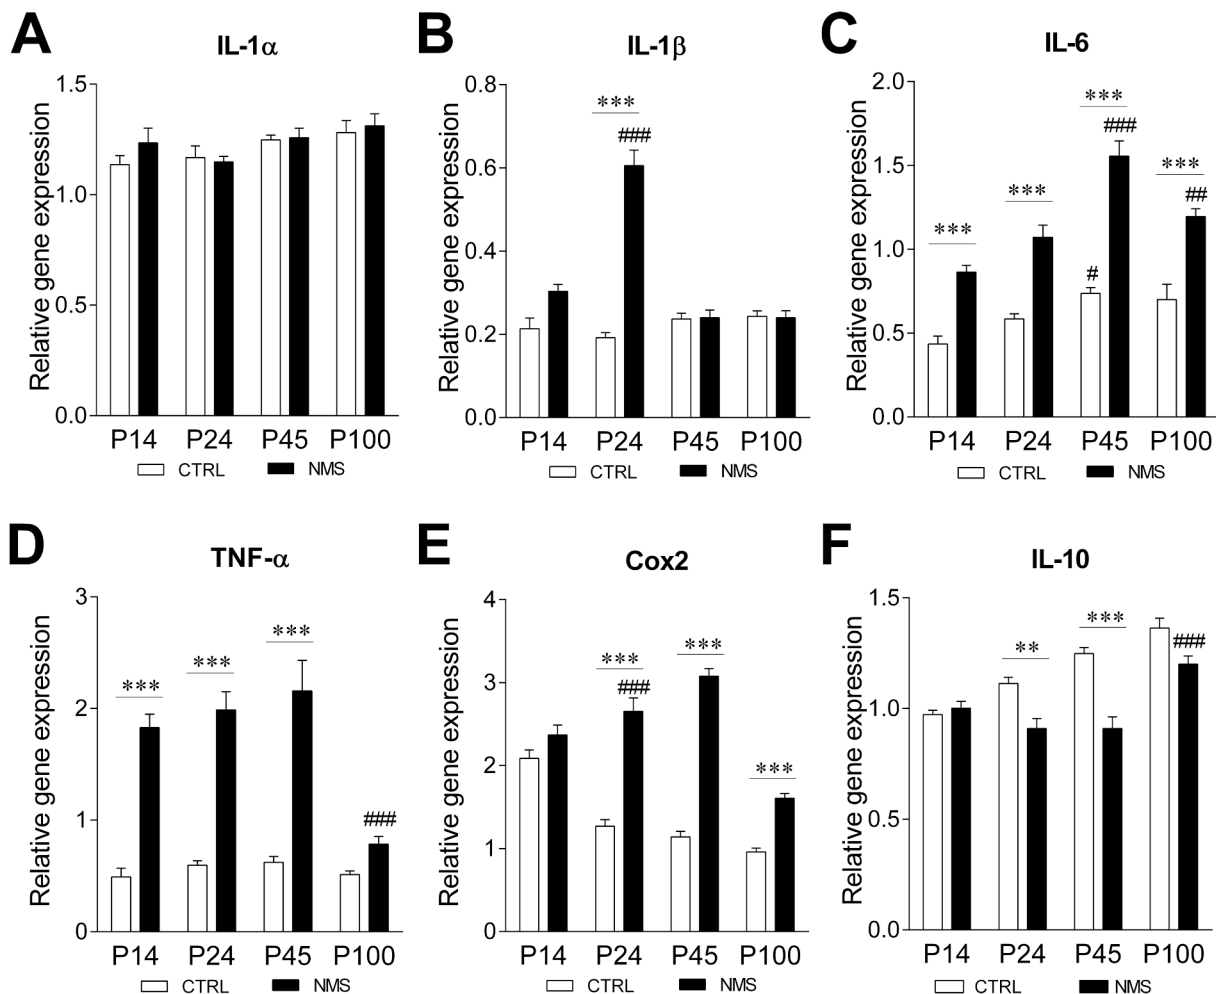 A
IL-1α
Relative gene expression
1.5
1.0
0.5
0.0
P14 P24 P45 P100
CTRL NMS
B
IL-1β
Relative gene expression
0.8
0.6
0.4
0.2
0.0
***
###
P14 P24 P45 P100
CTRL NMS
C
IL-6
Relative gene expression
2.0
1.5
1.0
0.5
0.0
***
***
#
***
###
***
##
P14 P24 P45 P100
CTRL NMS
D
TNF-α
Relative gene expression
3
2
1
0
***
***
***
###
P14 P24 P45 P100
CTRL NMS
E
Cox2
Relative gene expression
4
3
2
1
0
***
###
***
***
P14 P24 P45 P100
CTRL NMS
F
IL-10
Relative gene expression
1.5
1.0
0.5
0.0
**
***
###
P14 P24 P45 P100
CTRL NMS